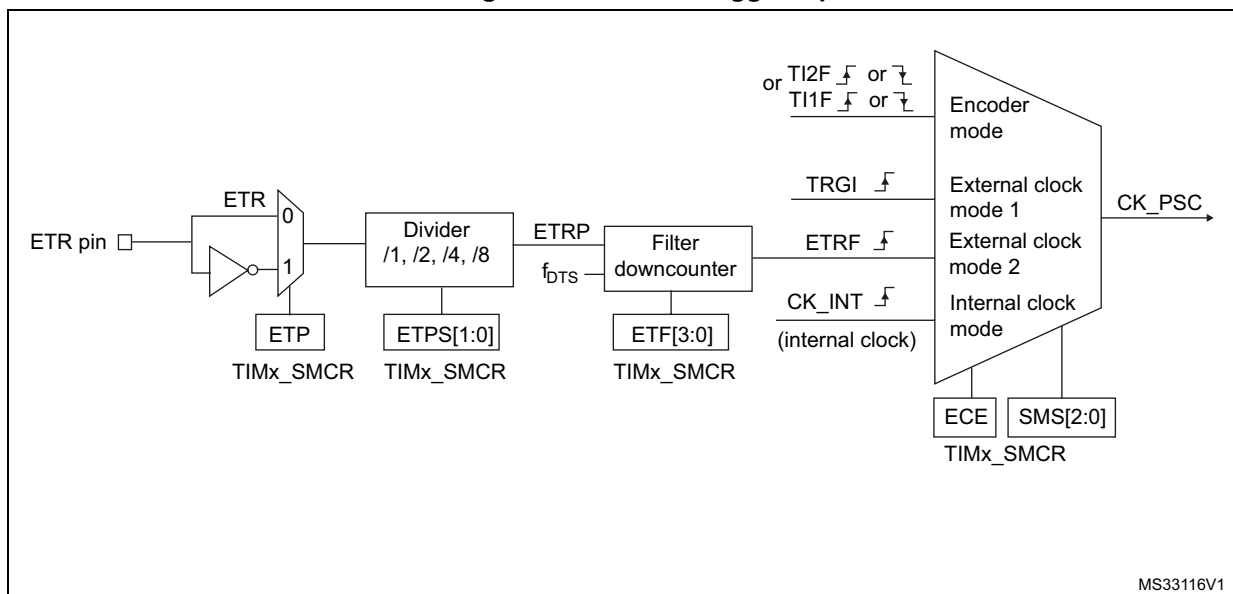 or TI2F or
TI1F or
Encoder
mode
TRGI
External clock
mode 1
CK_PSC
ETR
0
ETR pin
1
Divider
/1, /2, /4, /8
ETRP
fDTS
Filter
downcounter
ETRF
External clock
mode 2
CK_INT
(internal clock)
Internal clock
mode
ETP
TIMx_SMCR
ETPS[1:0]
TIMx_SMCR
ETF[3:0]
TIMx_SMCR
ECE
SMS[2:0]
TIMx_SMCR
MS33116V1